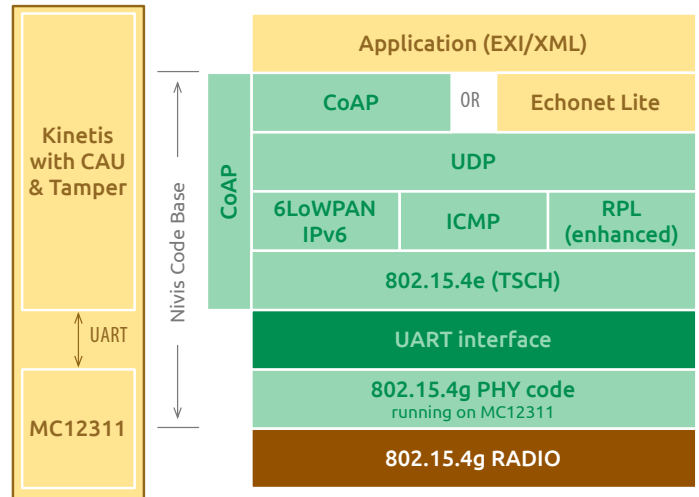 Kinetis
with CAU
& Tamper
UART
MC12311
Nivis Code Base
CoAP
Application (EXI/XML)
CoAP
OR
Echonet Lite
UDP
6LoWPAN
IPv6
ICMP
RPL
(enhanced)
802.15.4e (TSCH)
UART interface
802.15.4g PHY code
running on MC12311
802.15.4g RADIO